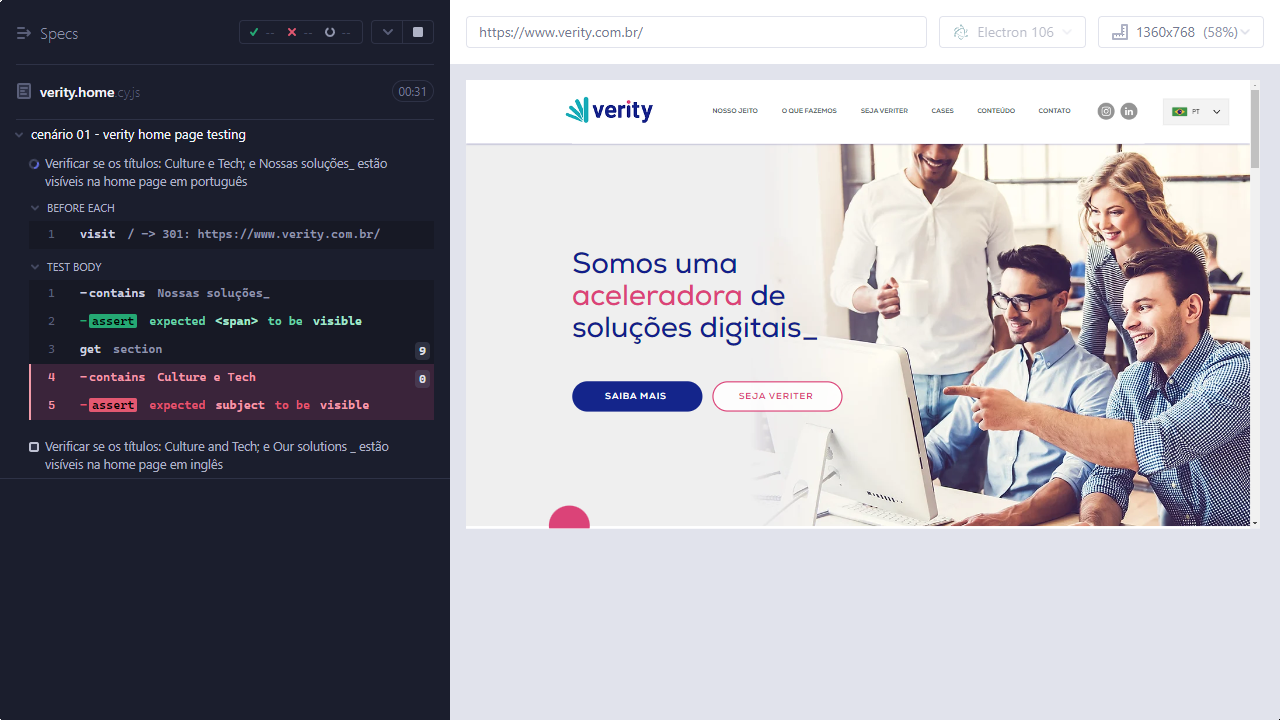 Specs
-- -- --
https://www.verity.com.br/
Electron 106
1360x768 (58%)
verity.home.cy.js
00:31
cenário 01 - verity home page testing
Verificar se os títulos: Culture e Tech; e Nossas soluções_ estão
visíveis na home page em português
BEFORE EACH
1 visit / -> 301: https://www.verity.com.br/
TEST BODY
1 -contains Nossas soluções_
2 -assert expected <span> to be visible
3 get section 9
4 -contains Culture e Tech 0
5 -assert expected subject to be visible
Verificar se os títulos: Culture and Tech; e Our solutions _ estão
visíveis na home page em inglês
verity
NOSSO JEITO O QUE FAZEMOS SEJA VERITER CASES CONTEÚDO CONTATO
in
PT
Somos uma
aceleradora de
soluções digitais_
SAIBA MAIS
SEJA VERITER